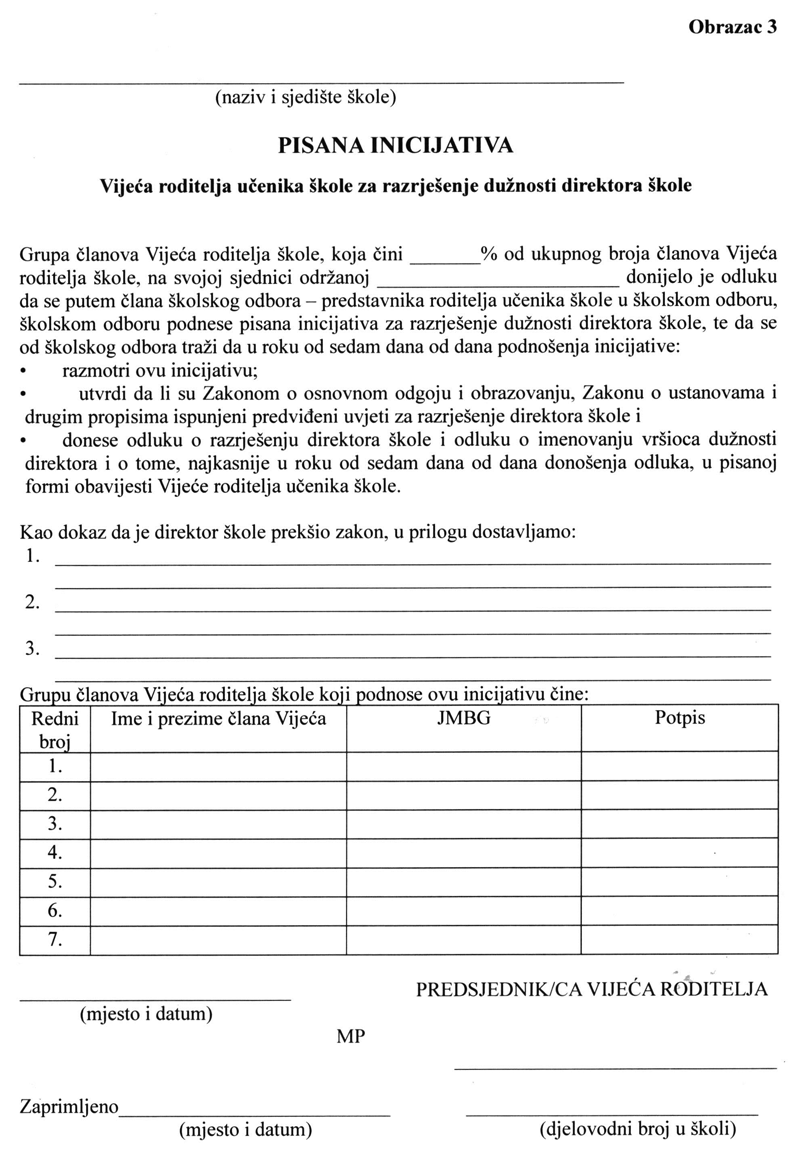 Obrazac 3
(naziv i sjedište škole)
PISANA INICIJATIVA
Vijeća roditelja učenika škole za razrješenje dužnosti direktora škole
Grupa članova Vijeća roditelja škole, koja čini _______% od ukupnog broja članova Vijeća
roditelja škole, na svojoj sjednici održanoj ________________________ donijelo je odluku
da se putem člana školskog odbora – predstavnika roditelja učenika škole u školskom odboru,
školskom odboru podnese pisana inicijativa za razrješenje dužnosti direktora škole, te da se
od školskog odbora traži da u roku od sedam dana od dana podnošenja inicijative:
• razmotri ovu inicijativu;
• utvrdi da li su Zakonom o osnovnom odgoju i obrazovanju, Zakonu o ustanovama i
drugim propisima ispunjeni predviđeni uvjeti za razrješenje direktora škole i
• donese odluku o razrješenju direktora škole i odluku o imenovanju vršioca dužnosti
direktora i o tome, najkasnije u roku od sedam dana od dana donošenja odluka, u pisanoj
formi obavijesti Vijeće roditelja učenika škole.
Kao dokaz da je direktor škole prekšio zakon, u prilogu dostavljamo:
1.
2.
3.
Grupu članova Vijeća roditelja škole koji podnose ovu inicijativu čine:
Redni broj Ime i prezime člana Vijeća JMBG Potpis
1.
2.
3.
4.
5.
6.
7.
PREDSJEDNIK/CA VIJEĆA RODITELJA
(mjesto i datum)
MP
Zaprimljeno
(mjesto i datum) (djelovodni broj u školi)